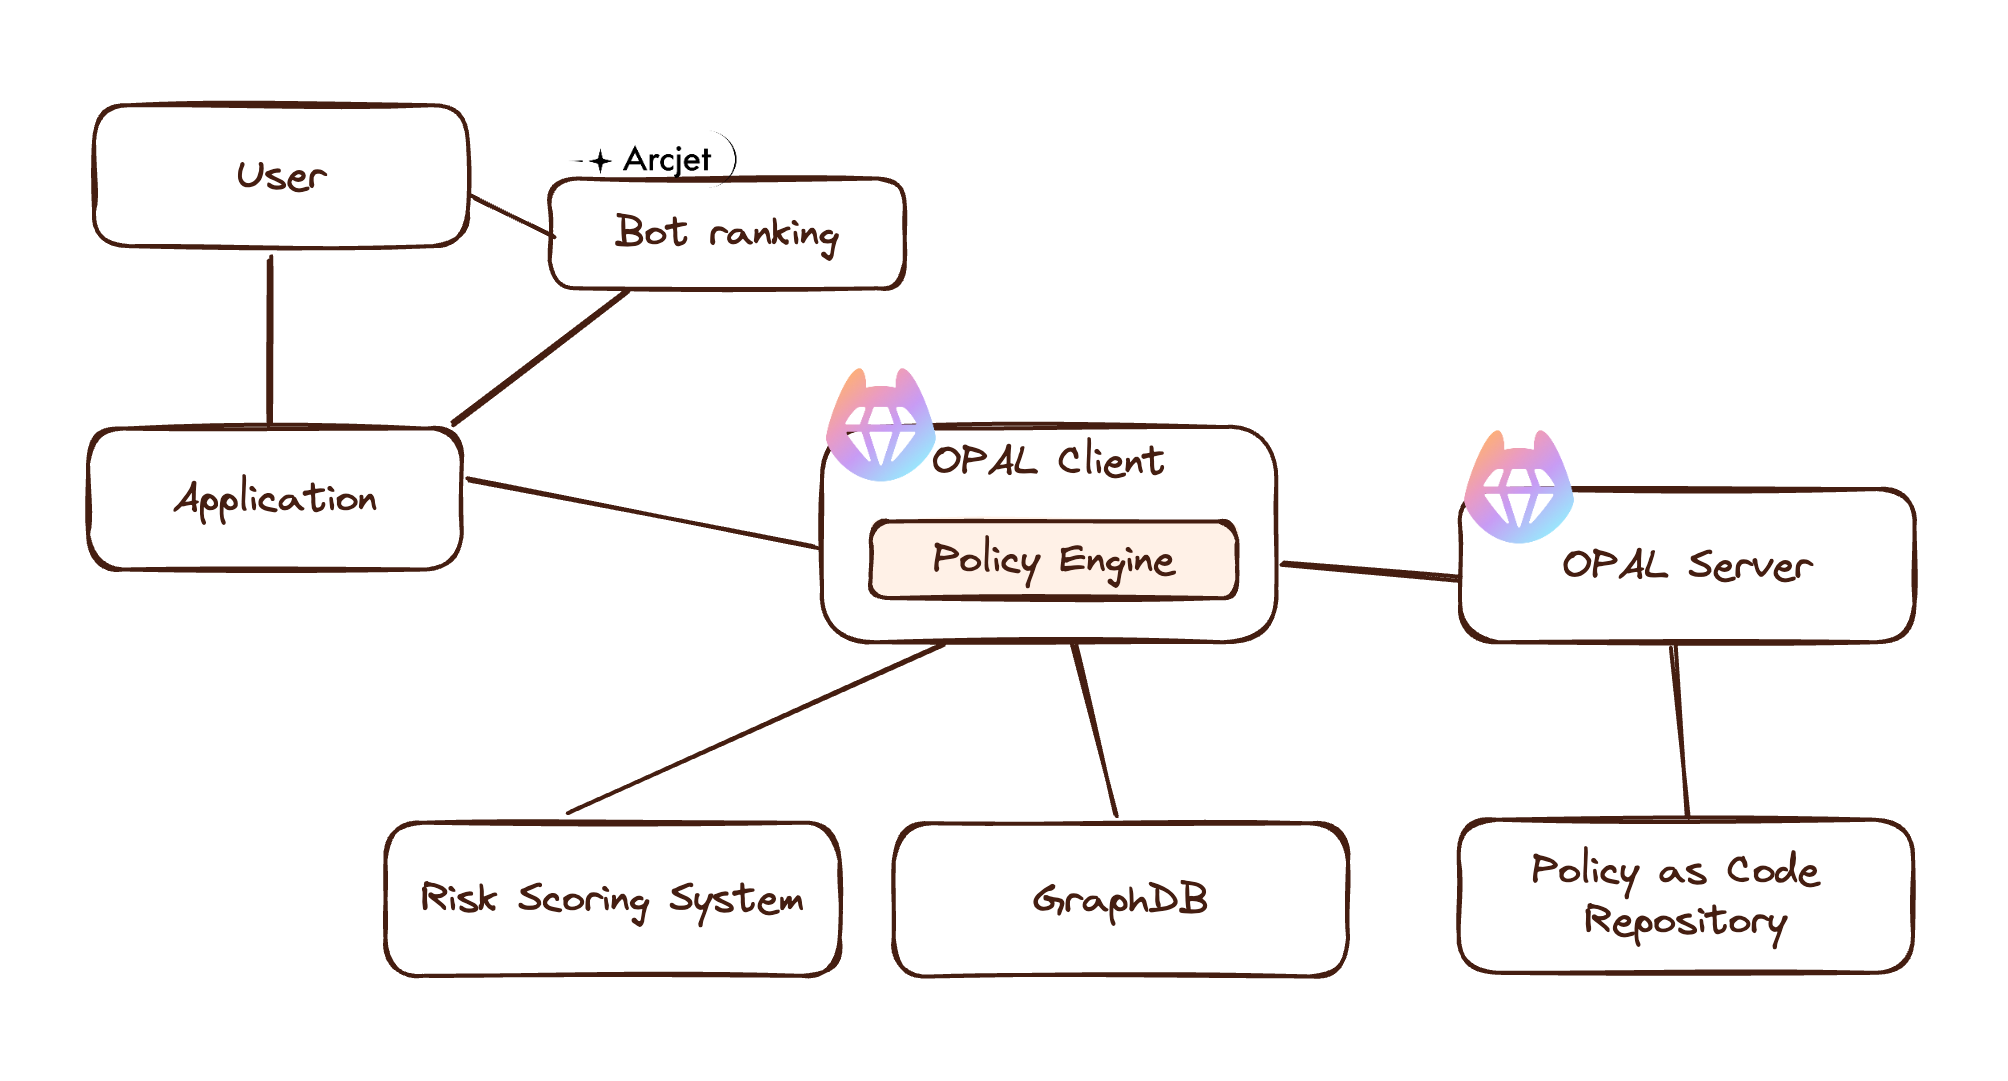 User
Arcjet
Bot ranking
Application
OPAL Client
Policy Engine
OPAL Server
Risk Scoring System
GraphDB
Policy as Code
Repository